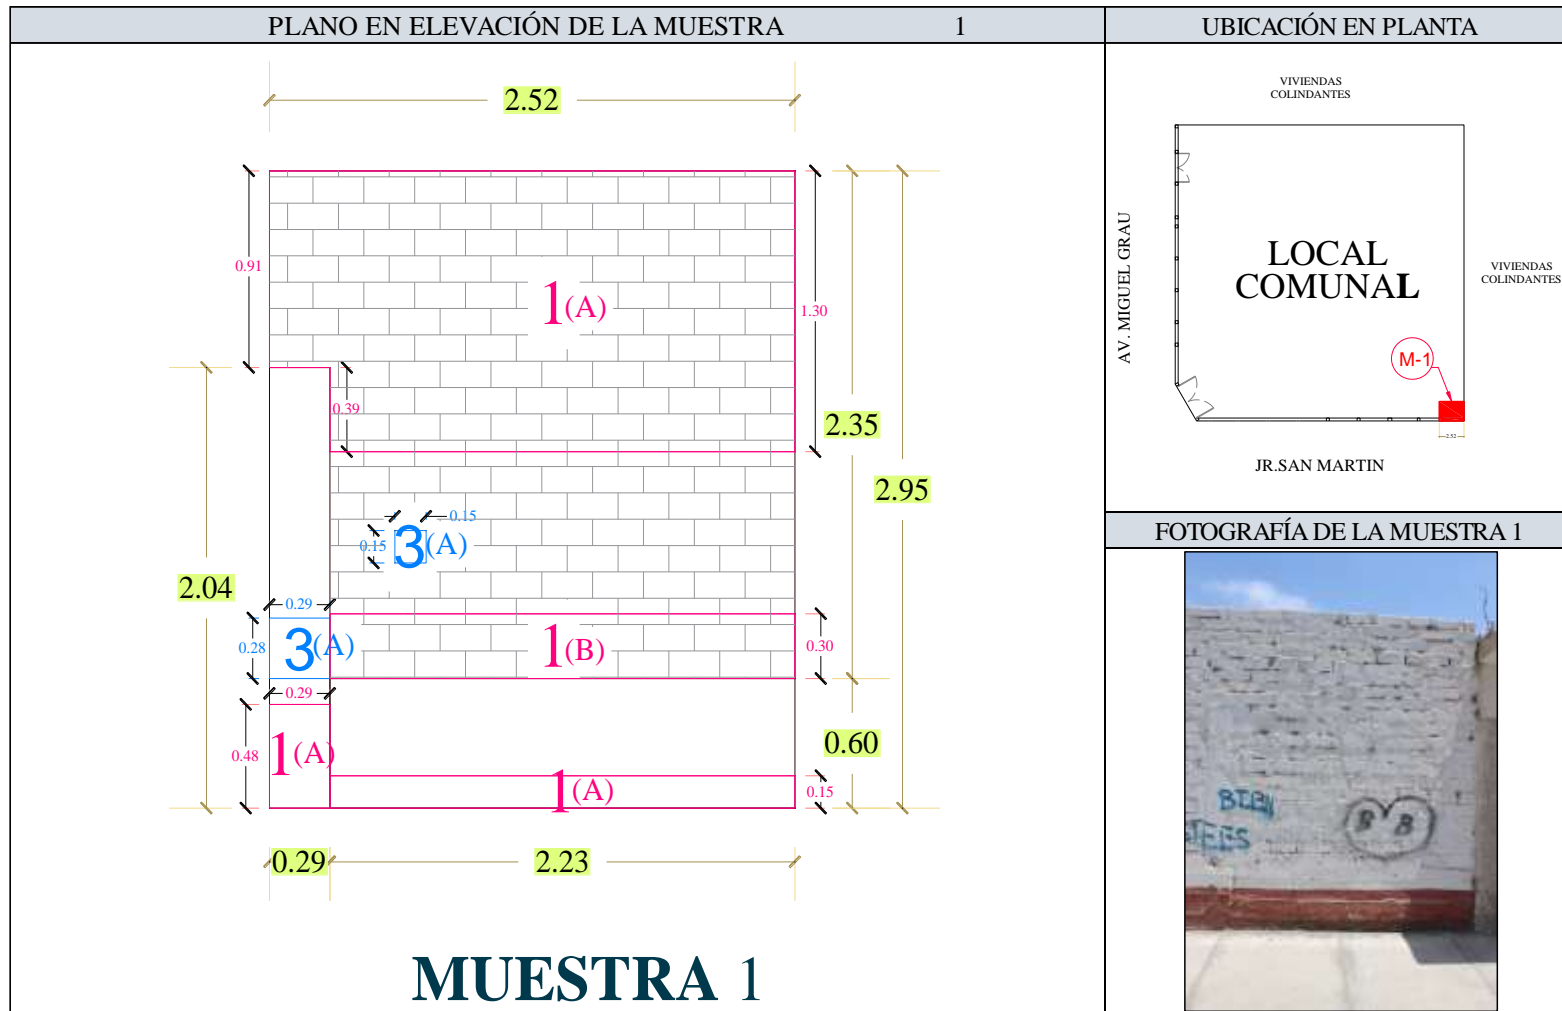 PLANO EN ELEVACIÓN DE LA MUESTRA 1
2.52
0.91
1(A)
1.30
0.39
2.35
2.95
0.15
0.15
3(A)
2.04
0.29
0.28
3(A)
1(B)
0.30
0.29
0.48
1(A)
0.60
1(A)
0.15
0.29
2.23
MUESTRA 1
UBICACIÓN EN PLANTA
VIVIENDAS
COLINDANTES
AV. MIGUEL GRAU
LOCAL
COMUNAL
VIVIENDAS
COLINDANTES
M-1
2.52
JR.SAN MARTIN
FOTOGRAFÍA DE LA MUESTRA 1
B B